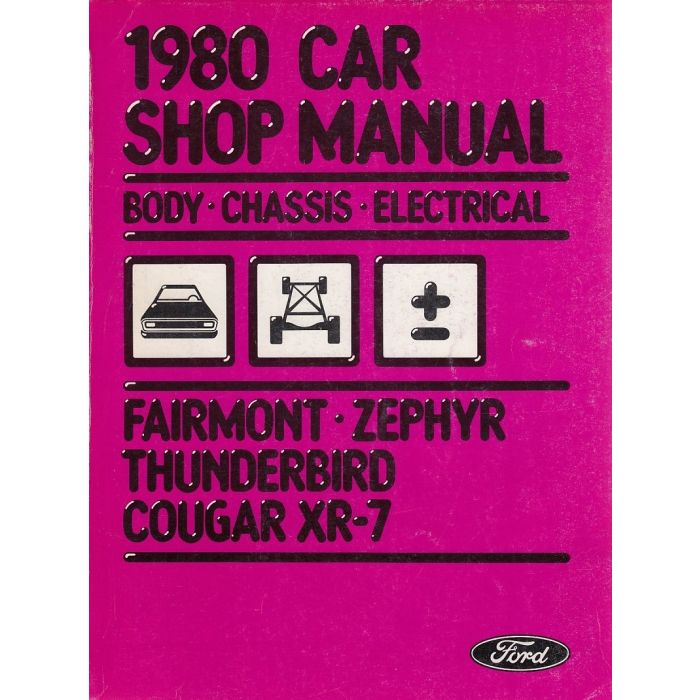 1980 CAR
SHOP MANUAL
BODY · CHASSIS · ELECTRICAL
FAIRMONT · ZEPHYR
THUNDERBIRD
COUGAR XR-7
Ford